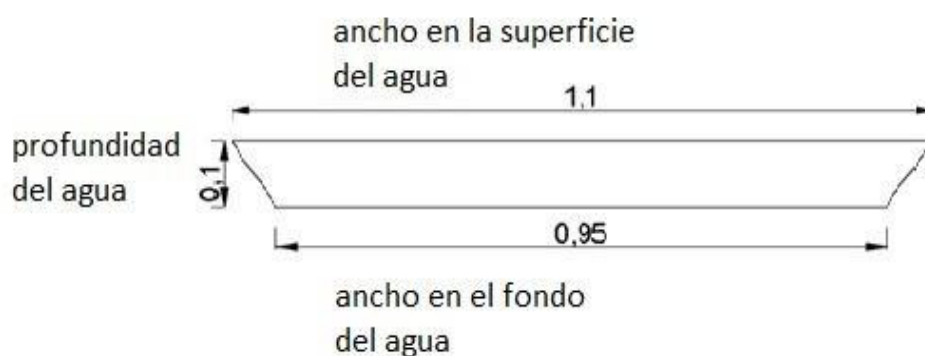 ancho en la superficie
del agua
1,1
profundidad
del agua
0,1
0,95
ancho en el fondo
del agua